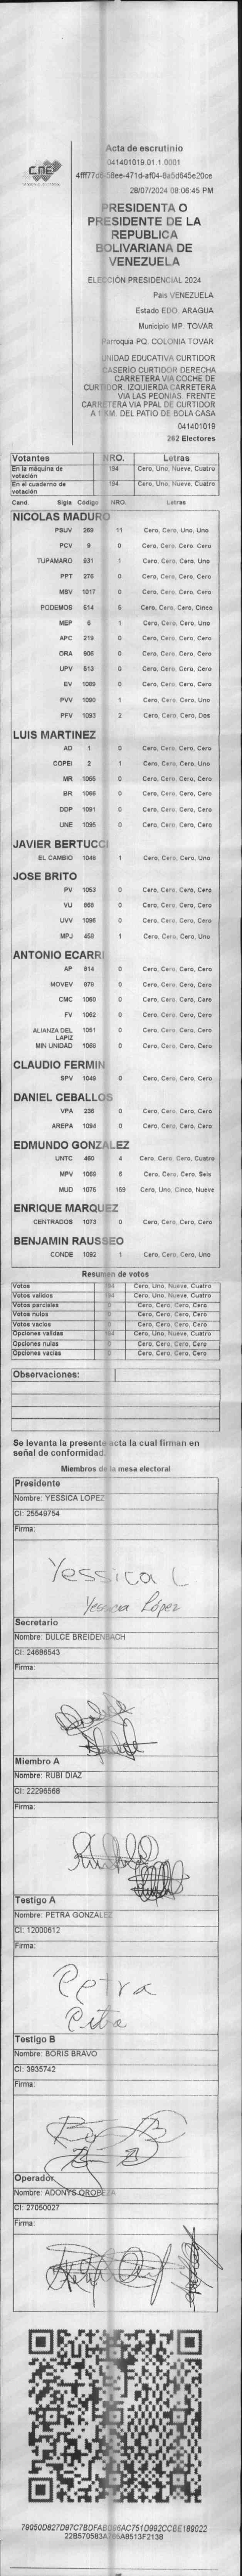 CNE
Acta de escrutinio
041401019.01.1.0001
28/07/2024 08:06:45 PM
PRESIDENTA O
PRESIDENTE DE LA
REPUBLICA
BOLIVARIANA DE
VENEZUELA
ELECCIÓN PRESIDENCIAL 2024
Pais VENEZUELA
Estado EDO. ARAGUA
Municipio MP. TOVAR
Parroquia PQ. COLONIA TOVAR
UNIDAD EDUCATIVA CURTIDOR
CASERIO CURTIDOR DERECHA
CARRETERA VIA COCHE DE
CURTIDOR. IZQUIERDA CARRETERA
VIA LAS PEONIAS. FRENTE
CARRETERA VIA PPAL DE CURTIDOR
A 1 KM. DEL PATIO DE BOLA CASA
041401019
262 Electores
Votantes NRO. Letras
En la máquina de votación 194 Cero, Uno, Nueve, Cuatro
En el cuaderno de votación 194 Cero, Uno, Nueve, Cuatro
Cand. Sigla Código NRO. Letras
NICOLAS MADURO
PSUV 269 11 Cero, Cero, Uno, Uno
PCV 9 0 Cero, Cero, Cero, Cero
TUPAMARO 931 1 Cero, Cero, Cero, Uno
PPT 276 0 Cero, Cero, Cero, Cero
MSV 1017 0 Cero, Cero, Cero, Cero
PODEMOS 514 5 Cero, Cero, Cero, Cinco
MEP 6 1 Cero, Cero, Cero, Uno
APC 219 0 Cero, Cero, Cero, Cero
ORA 906 0 Cero, Cero, Cero, Cero
UPV 513 0 Cero, Cero, Cero, Cero
EV 1089 0 Cero, Cero, Cero, Cero
PVV 1090 1 Cero, Cero, Cero, Uno
PFV 1093 2 Cero, Cero, Cero, Dos
LUIS MARTINEZ
AD 1 0 Cero, Cero, Cero, Cero
COPEI 2 1 Cero, Cero, Cero, Uno
MR 1055 0 Cero, Cero, Cero, Cero
BR 1066 0 Cero, Cero, Cero, Cero
DDP 1091 0 Cero, Cero, Cero, Cero
UNE 1095 0 Cero, Cero, Cero, Cero
JAVIER BERTUCCI
EL CAMBIO 1048 1 Cero, Cero, Cero, Uno
JOSE BRITO
PV 1053 0 Cero, Cero, Cero, Cero
VU 868 0 Cero, Cero, Cero, Cero
UVV 1096 0 Cero, Cero, Cero, Cero
MPJ 458 1 Cero, Cero, Cero, Uno
ANTONIO ECARRI
AP 814 0 Cero, Cero, Cero, Cero
MOVEV 879 0 Cero, Cero, Cero, Cero
CMC 1050 0 Cero, Cero, Cero, Cero
FV 1062 0 Cero, Cero, Cero, Cero
ALIANZA DEL LAPIZ 1051 0 Cero, Cero, Cero, Cero
MIN UNIDAD 1068 0 Cero, Cero, Cero, Cero
CLAUDIO FERMIN
SPV 1049 0 Cero, Cero, Cero, Cero
DANIEL CEBALLOS
VPA 236 0 Cero, Cero, Cero, Cero
AREPA 1094 0 Cero, Cero, Cero, Cero
EDMUNDO GONZALEZ
UNTC 460 4 Cero, Cero, Cero, Cuatro
MPV 1069 6 Cero, Cero, Cero, Seis
MUD 1075 159 Cero, Uno, Cinco, Nueve
ENRIQUE MARQUEZ
CENTRADOS 1073 0 Cero, Cero, Cero, Cero
BENJAMIN RAUSSEO
CONDE 1092 1 Cero, Cero, Cero, Uno
Resumen de votos
Votos 194 Cero, Uno, Nueve, Cuatro
Votos validos 194 Cero, Uno, Nueve, Cuatro
Votos parciales 0 Cero, Cero, Cero, Cero
Votos nulos 0 Cero, Cero, Cero, Cero
Votos vacios 0 Cero, Cero, Cero, Cero
Opciones validas 194 Cero, Uno, Nueve, Cuatro
Opciones nulas 0 Cero, Cero, Cero, Cero
Opciones vacias 0 Cero, Cero, Cero, Cero
Observaciones:
Se levanta la presente acta la cual firman en
señal de conformidad.
Miembros de la mesa electoral
Presidente
Nombre: YESSICA LOPEZ
CI: 25549754
Firma:
Yessica L
Yessica López
Secretario
Nombre: DULCE BREIDENBACH
CI: 24686543
Firma:
Miembro A
Nombre: RUBI DIAZ
CI: 22296568
Firma:
Testigo A
Nombre: PETRA GONZALEZ
CI: 12000612
Firma:
Petra
Petra
Testigo B
Nombre: BORIS BRAVO
CI: 3935742
Firma:
Operador
Nombre: ADONYS OROPEZA
CI: 27050027
Firma: